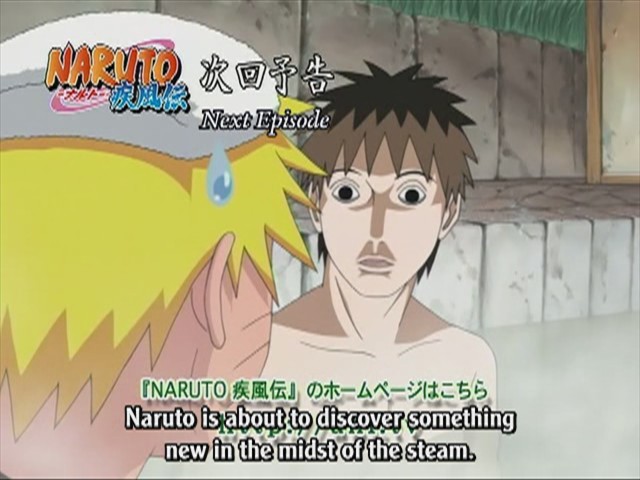 NARUTO
-ナルト-
疾風伝
次回予告
Next Episode
『NARUTO 疾風伝』のホームページはこちら
Naruto is about to discover something
new in the midst of the steam.